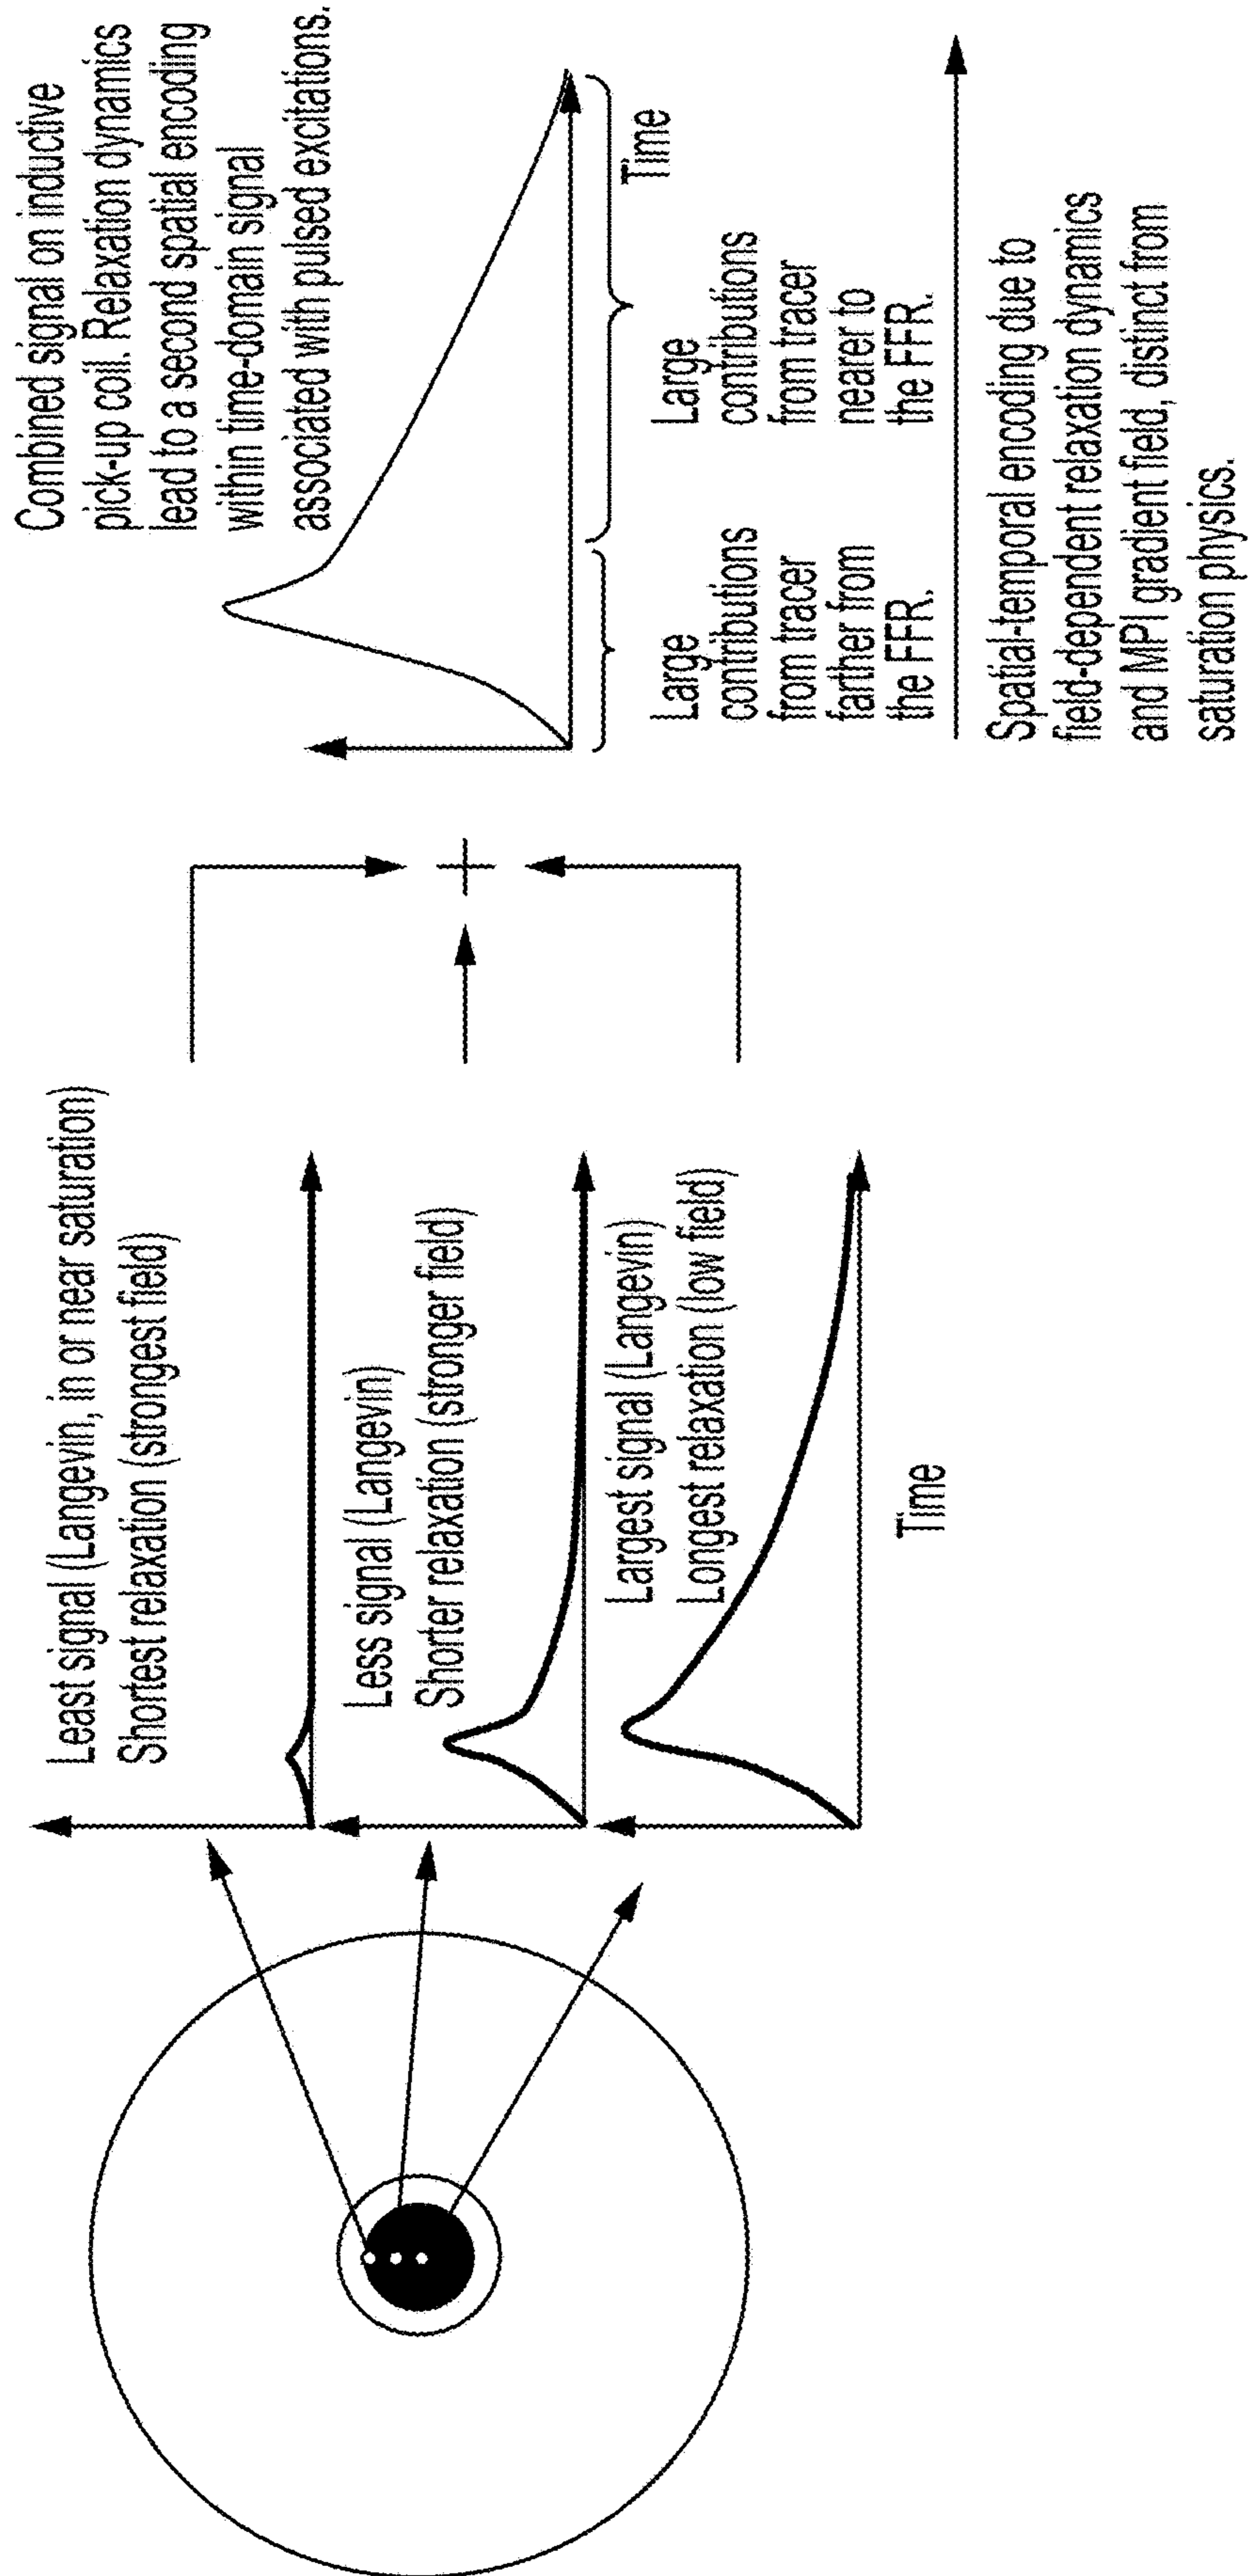 Least signal (Langevin, in or near saturation)
Shortest relaxation (strongest field)
Less signal (Langevin)
Shorter relaxation (stronger field)
Largest signal (Langevin)
Longest relaxation (low field)
Time
Combined signal on inductive
pick-up coil. Relaxation dynamics
lead to a second spatial encoding
within time-domain signal
associated with pulsed excitations.
Time
Large
contributions
from tracer
farther from
the FFR.
Large
contributions
from tracer
nearer to
the FFR.
Spatial-temporal encoding due to
field-dependent relaxation dynamics
and MPI gradient field, distinct from
saturation physics.